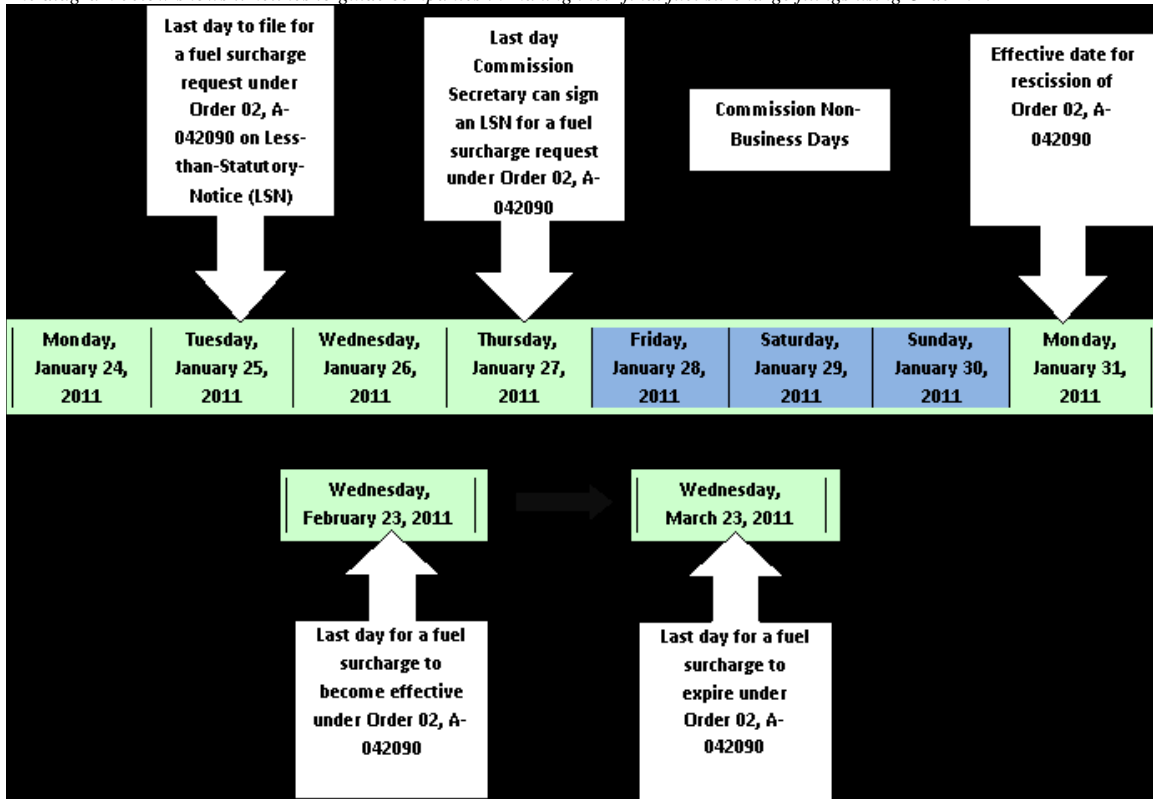 Last day to file for
a fuel surcharge
request under
Order 02, A-
042090 on Less-
than-Statutory-
Notice (LSN)
Last day
Commission
Secretary can sign
an LSN for a fuel
surcharge request
under Order 02, A-
042090
Commission Non-
Business Days
Effective date for
rescission of
Order 02, A-
042090
Monday,
January 24,
2011
Tuesday,
January 25,
2011
Wednesday,
January 26,
2011
Thursday,
January 27,
2011
Friday,
January 28,
2011
Saturday,
January 29,
2011
Sunday,
January 30,
2011
Monday,
January 31,
2011
Wednesday,
February 23, 2011
Wednesday,
March 23, 2011
Last day for a fuel
surcharge to
become effective
under Order 02, A-
042090
Last day for a fuel
surcharge to
expire under
Order 02, A-
042090